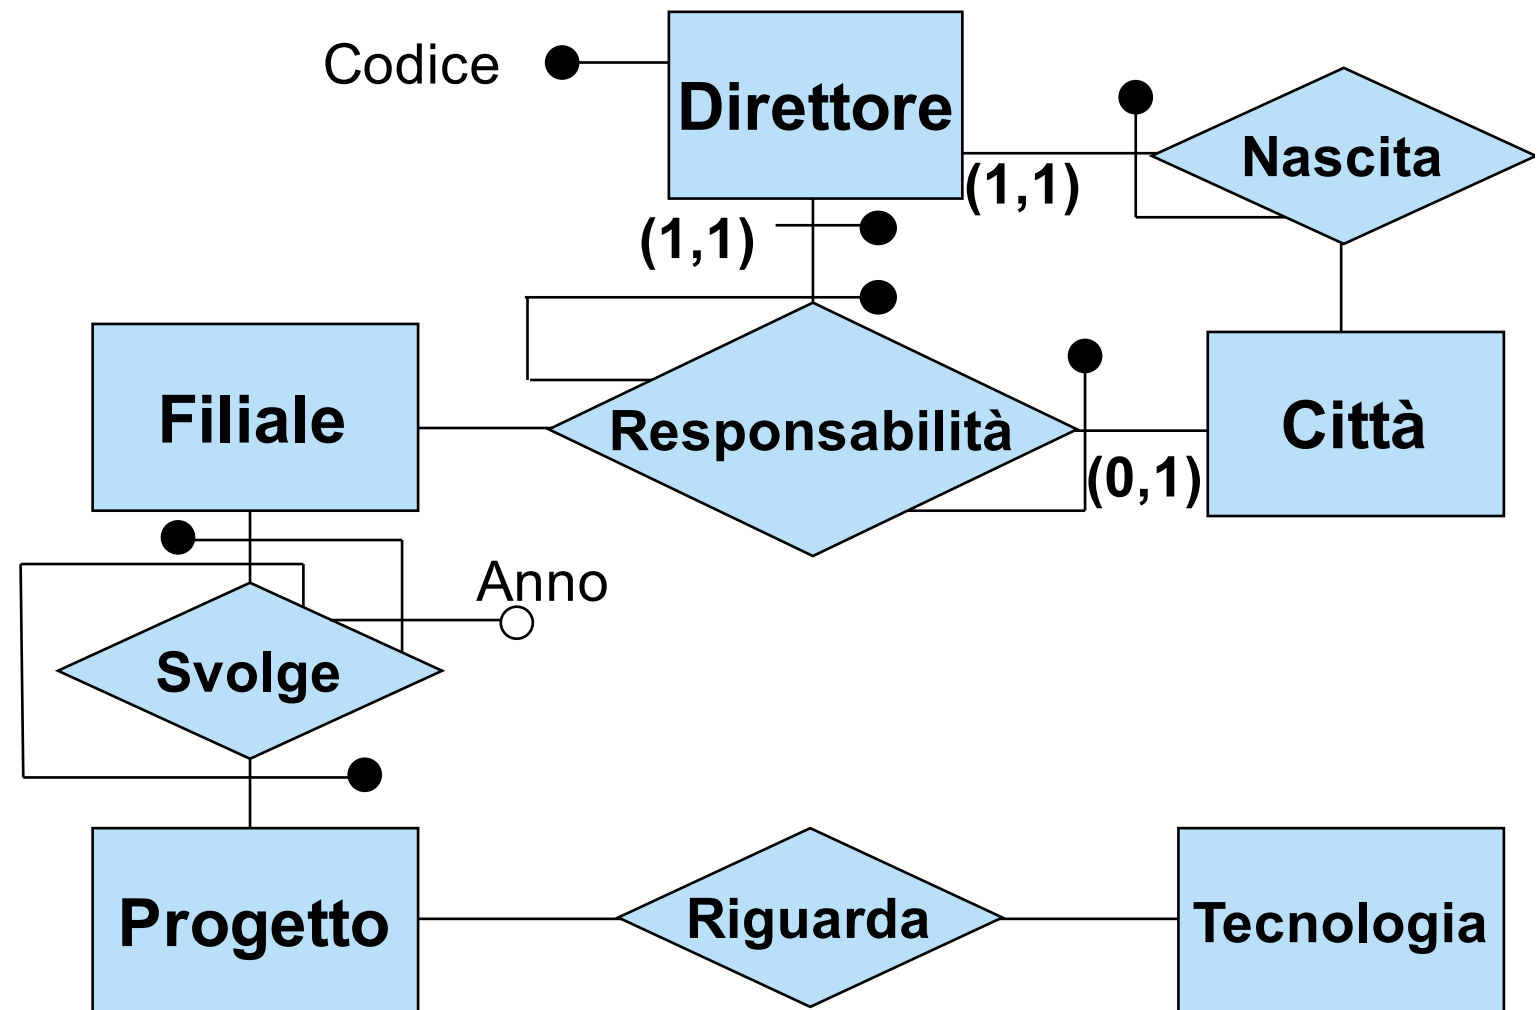 Codice
Direttore
Nascita
(1,1)
(1,1)
Filiale
Responsabilità
Città
(0,1)
Anno
Svolge
Progetto
Riguarda
Tecnologia